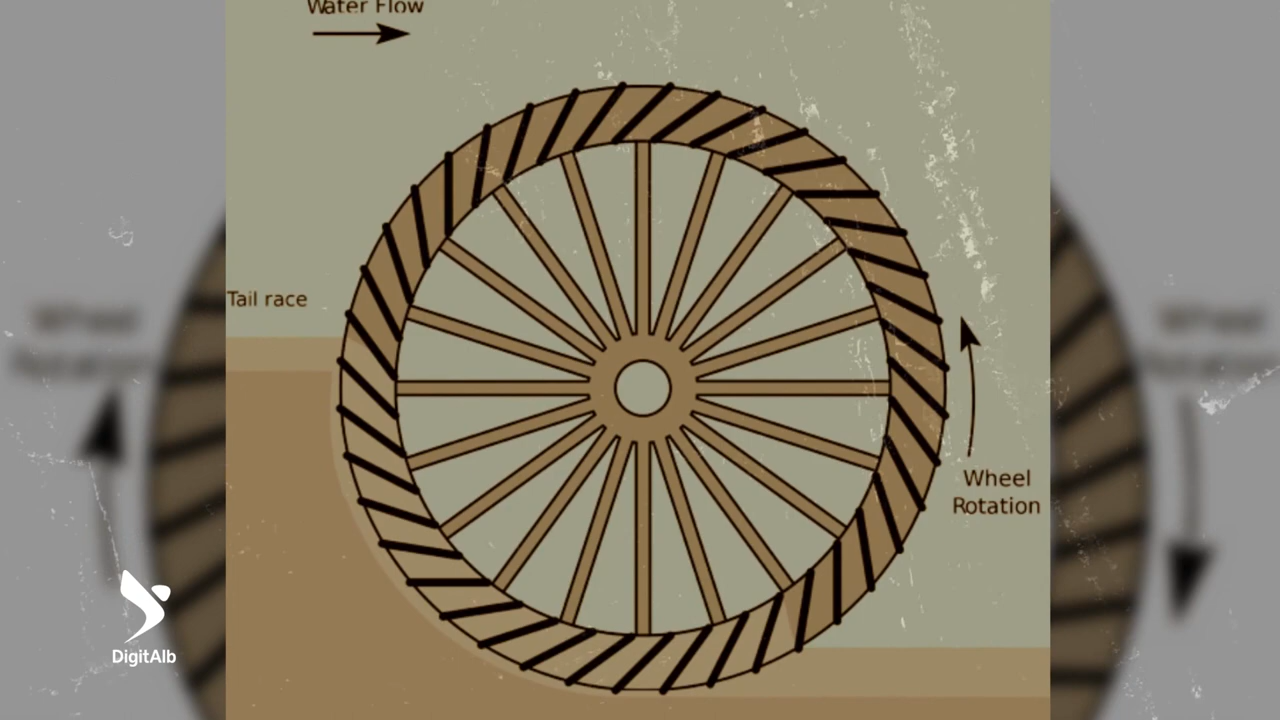 Water Flow
Tail race
Wheel
Rotation
DigitAlb